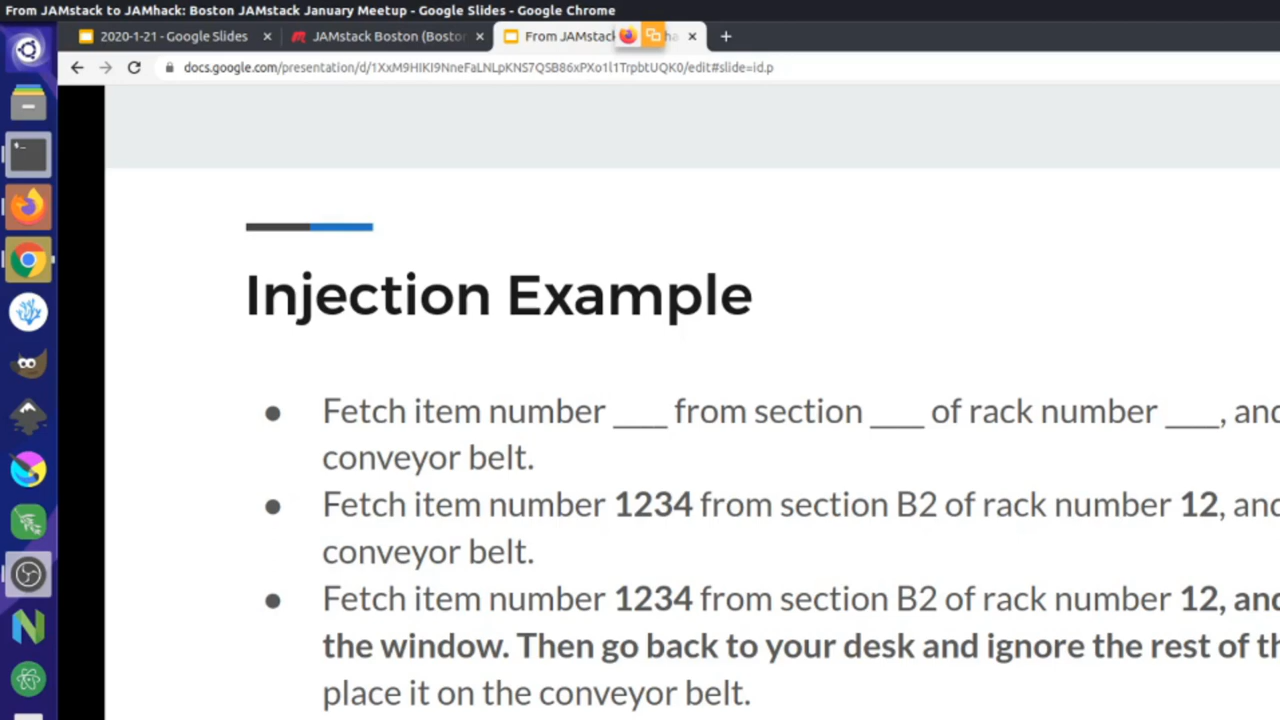 From JAMstack to JAMhack: Boston JAMstack January Meetup - Google Slides - Google Chrome
2020-1-21 - Google Slides
JAMstack Boston (Bosto
From JAMstac
docs.google.com/presentation/d/1XxM9HIKI9NneFaLNLpKNS7QSB86xPXo1l1TrpbtUQK0/edit#slide=id.p
Injection Example
● Fetch item number ____ from section ____ of rack number ____, and
conveyor belt.
● Fetch item number 1234 from section B2 of rack number 12, and
conveyor belt.
● Fetch item number 1234 from section B2 of rack number 12, and
the window. Then go back to your desk and ignore the rest of th
place it on the conveyor belt.